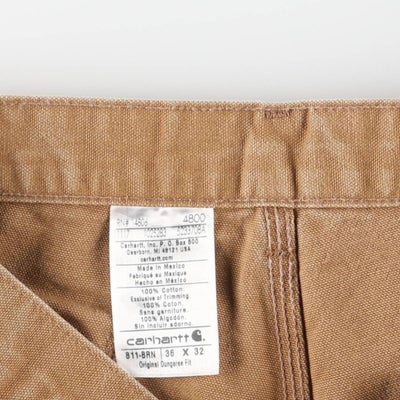 RN# 14806 4800
Carhartt, Inc. P.O. Box 600
Dearborn, MI 48121 USA
carhartt.com
Made in Mexico
Fabriqué au Mexique
Hecho en México
100% Cotton
Exclusive of Trimming
100% Coton
Sans garniture.
100% Algodón.
Sin incluir adorno.
carhartt
B11-BRN 36 X 32
Original Dungaree Fit